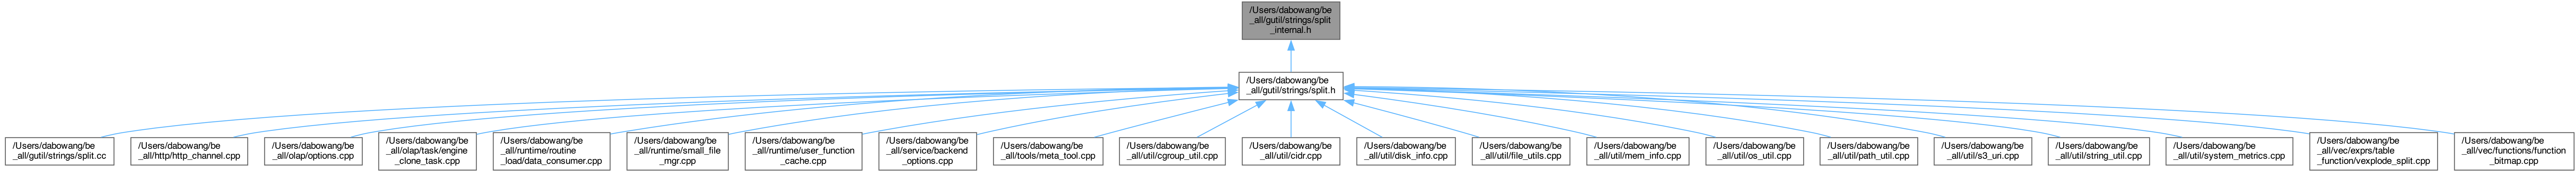 /Users/dabowang/be
_all/gutil/strings/split
_internal.h
/Users/dabowang/be
_all/gutil/strings/split.h
/Users/dabowang/be
_all/gutil/strings/split.cc
/Users/dabowang/be
_all/http/http_channel.cpp
/Users/dabowang/be
_all/olap/options.cpp
/Users/dabowang/be
_all/olap/task/engine
_clone_task.cpp
/Users/dabowang/be
_all/runtime/routine
_load/data_consumer.cpp
/Users/dabowang/be
_all/runtime/small_file
_mgr.cpp
/Users/dabowang/be
_all/runtime/user_function
_cache.cpp
/Users/dabowang/be
_all/service/backend
_options.cpp
/Users/dabowang/be
_all/tools/meta_tool.cpp
/Users/dabowang/be
_all/util/cgroup_util.cpp
/Users/dabowang/be
_all/util/cidr.cpp
/Users/dabowang/be
_all/util/disk_info.cpp
/Users/dabowang/be
_all/util/file_utils.cpp
/Users/dabowang/be
_all/util/mem_info.cpp
/Users/dabowang/be
_all/util/os_util.cpp
/Users/dabowang/be
_all/util/path_util.cpp
/Users/dabowang/be
_all/util/s3_uri.cpp
/Users/dabowang/be
_all/util/string_util.cpp
/Users/dabowang/be
_all/util/system_metrics.cpp
/Users/dabowang/be
_all/vec/exprs/table
_function/vexplode_split.cpp
/Users/dabowang/be
_all/vec/functions/function
_bitmap.cpp